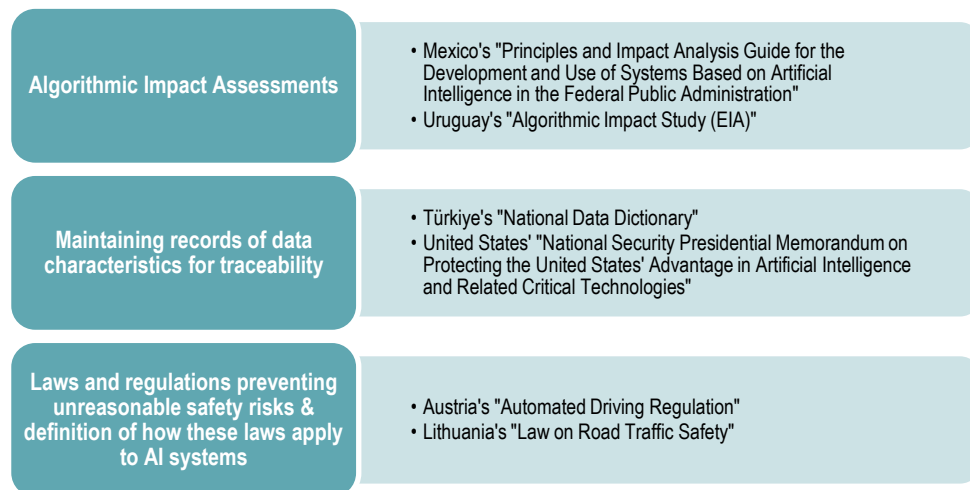 Algorithmic Impact Assessments
• Mexico's "Principles and Impact Analysis Guide for the
Development and Use of Systems Based on Artificial
Intelligence in the Federal Public Administration"
• Uruguay's "Algorithmic Impact Study (EIA)"
Maintaining records of data
characteristics for traceability
• Türkiye's "National Data Dictionary"
• United States' "National Security Presidential Memorandum on
Protecting the United States' Advantage in Artificial Intelligence
and Related Critical Technologies"
Laws and regulations preventing
unreasonable safety risks &
definition of how these laws apply
to AI systems
• Austria's "Automated Driving Regulation"
• Lithuania's "Law on Road Traffic Safety"